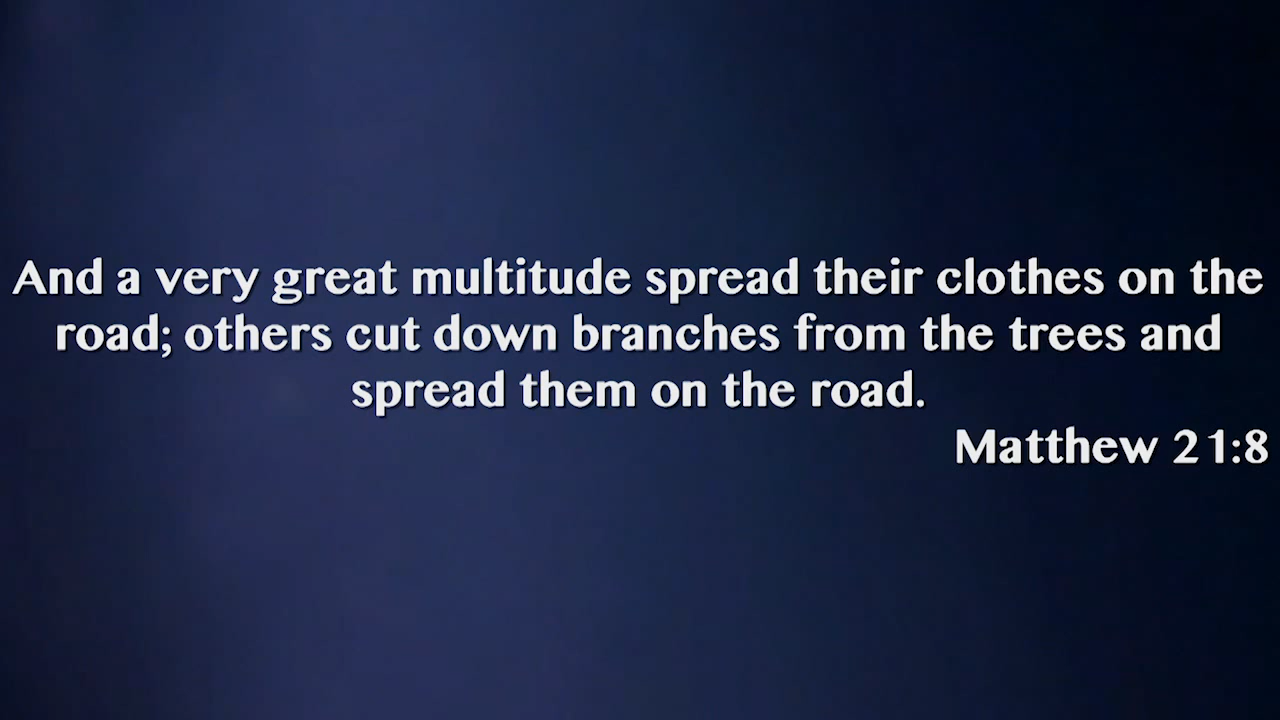 And a very great multitude spread their clothes on the
road; others cut down branches from the trees and
spread them on the road.
Matthew 21:8